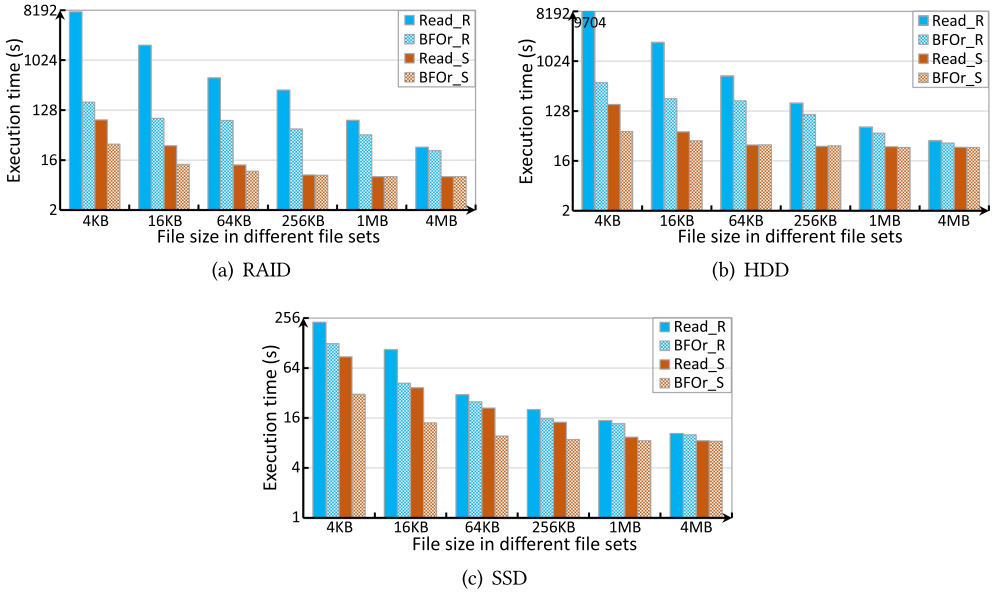 8192
1024
128
16
2
Execution time (s)
Read_R
BFOr_R
Read_S
BFOr_S
4KB 16KB 64KB 256KB 1MB 4MB
File size in different file sets
(a) RAID
8192
1024
128
16
2
Execution time (s)
9704
Read_R
BFOr_R
Read_S
BFOr_S
4KB 16KB 64KB 256KB 1MB 4MB
File size in different file sets
(b) HDD
256
64
16
4
1
Execution time (s)
Read_R
BFOr_R
Read_S
BFOr_S
4KB 16KB 64KB 256KB 1MB 4MB
File size in different file sets
(c) SSD